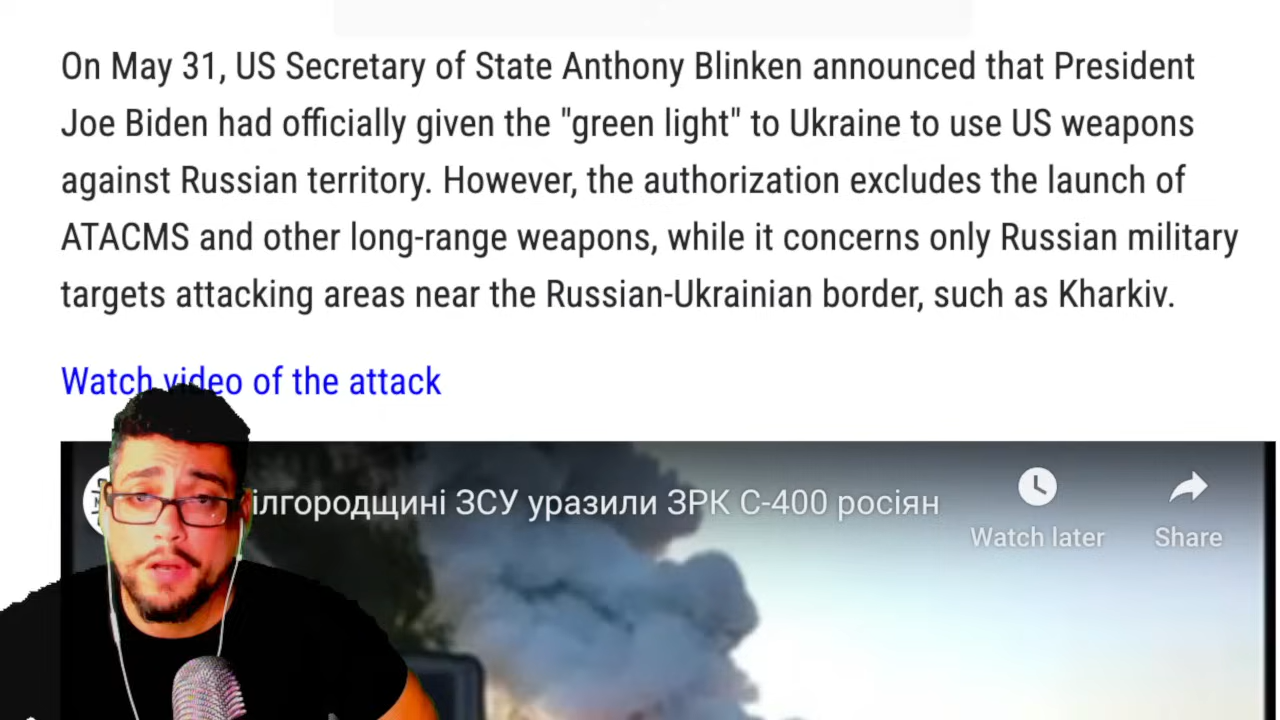 On May 31, US Secretary of State Anthony Blinken announced that President
Joe Biden had officially given the "green light" to Ukraine to use US weapons
against Russian territory. However, the authorization excludes the launch of
ATACMS and other long-range weapons, while it concerns only Russian military
targets attacking areas near the Russian-Ukrainian border, such as Kharkiv.
Watch video of the attack
ЗСУ уразили ЗРК С-400 росіян
Watch later
Share